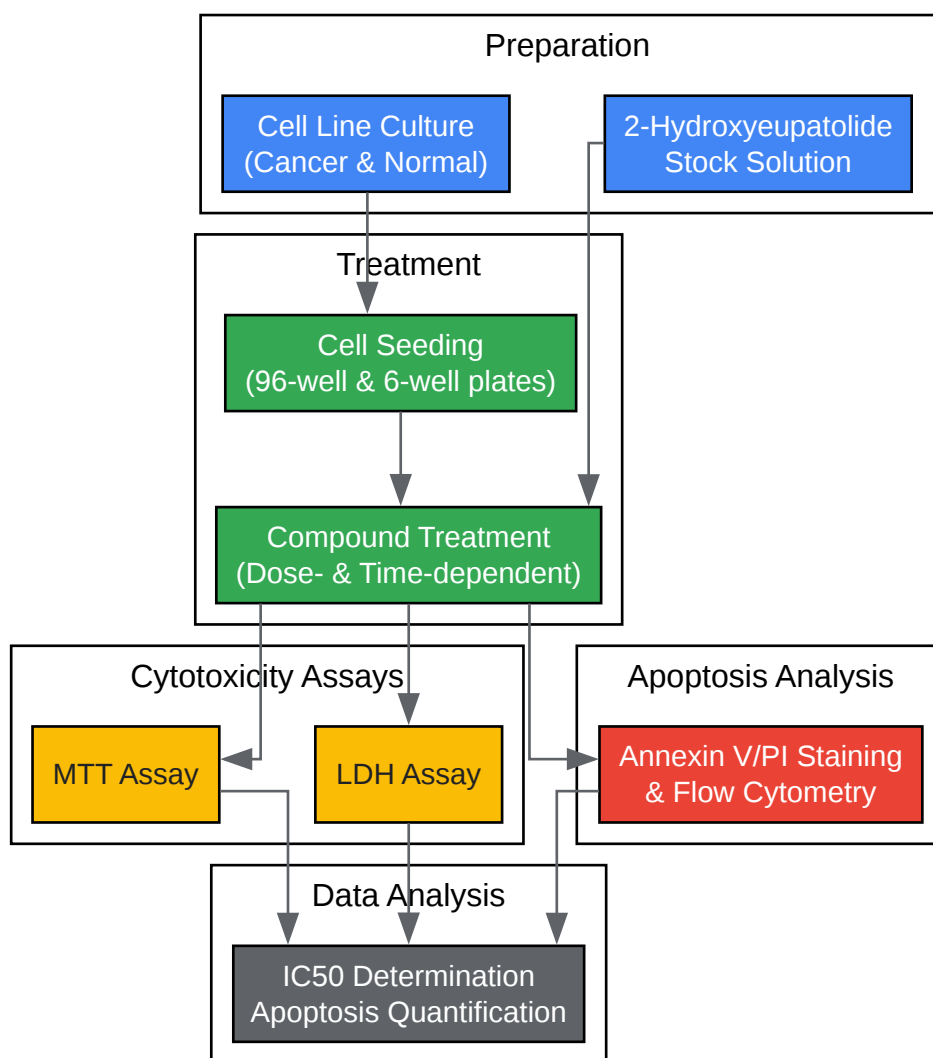 Preparation
Cell Line Culture
(Cancer & Normal)
2-Hydroxyeupatolide
Stock Solution
Treatment
Cell Seeding
(96-well & 6-well plates)
Compound Treatment
(Dose- & Time-dependent)
Cytotoxicity Assays
MTT Assay
LDH Assay
Apoptosis Analysis
Annexin V/PI Staining
& Flow Cytometry
Data Analysis
IC50 Determination
Apoptosis Quantification